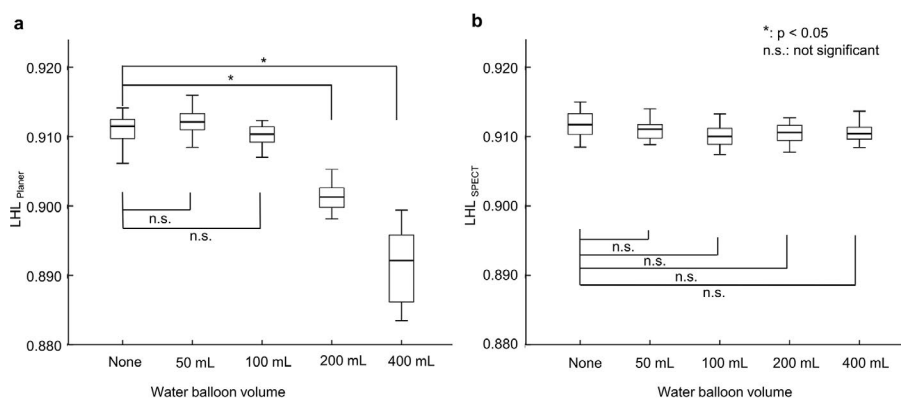 a
0.920
0.910
0.900
0.890
0.880
LHL Planer
*
*
n.s.
n.s.
None 50 mL 100 mL 200 mL 400 mL
Water balloon volume
b
*: p < 0.05
n.s.: not significant
0.920
0.910
0.900
0.890
0.880
LHL SPECT
n.s.
n.s.
n.s.
n.s.
None 50 mL 100 mL 200 mL 400 mL
Water balloon volume